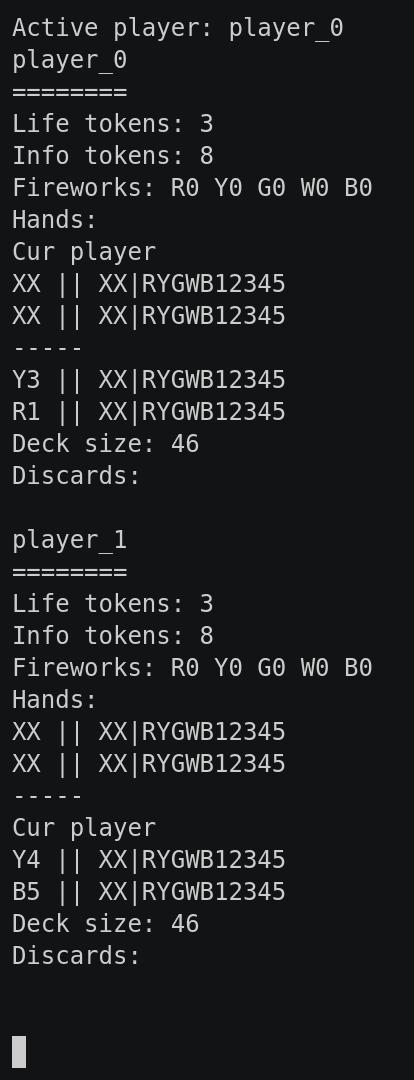 Active player: player_0
player_0
========
Life tokens: 3
Info tokens: 8
Fireworks: R0 Y0 G0 W0 B0
Hands:
Cur player
XX || XX|RYGWB12345
XX || XX|RYGWB12345
-----
Y3 || XX|RYGWB12345
R1 || XX|RYGWB12345
Deck size: 46
Discards:

player_1
========
Life tokens: 3
Info tokens: 8
Fireworks: R0 Y0 G0 W0 B0
Hands:
XX || XX|RYGWB12345
XX || XX|RYGWB12345
-----
Cur player
Y4 || XX|RYGWB12345
B5 || XX|RYGWB12345
Deck size: 46
Discards: